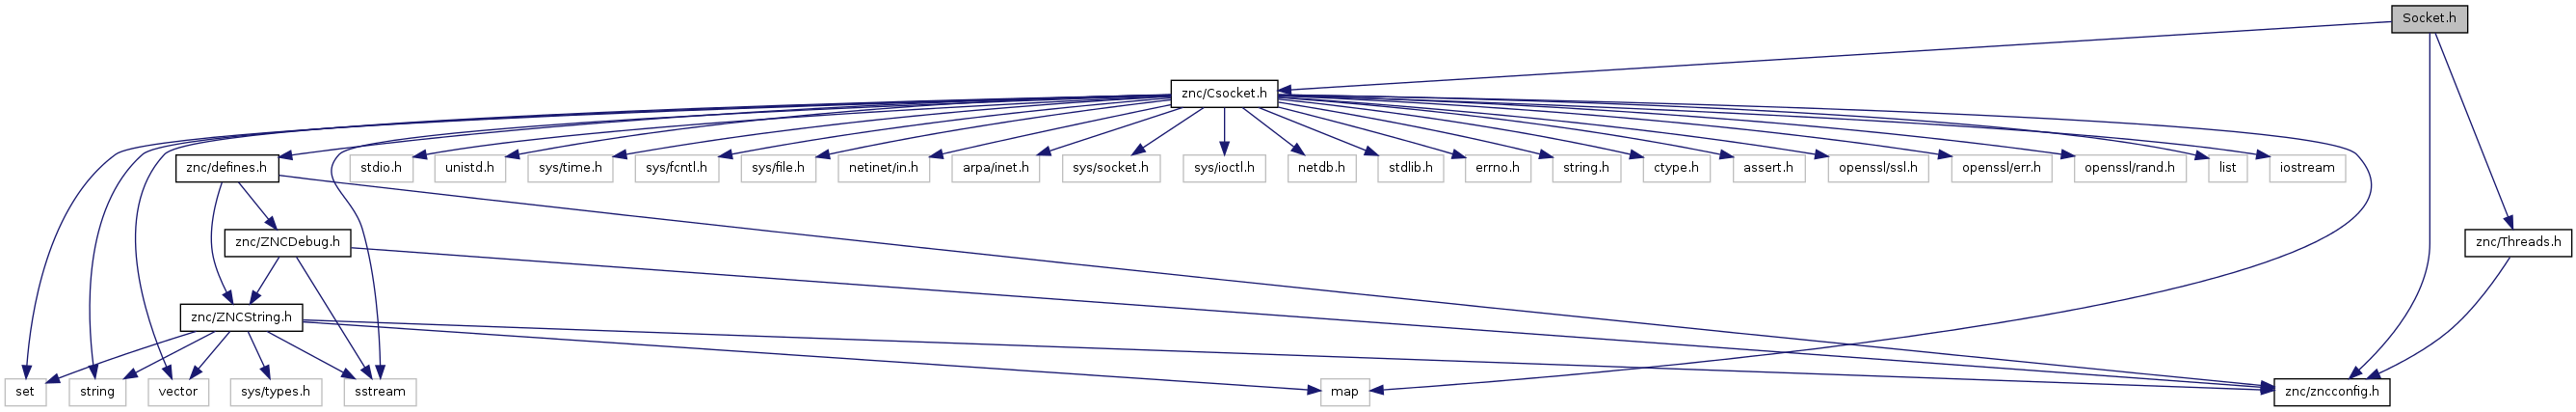 Socket.h
znc/Csocket.h
znc/defines.h
stdio.h
unistd.h
sys/time.h
sys/fcntl.h
sys/file.h
netinet/in.h
arpa/inet.h
sys/socket.h
sys/ioctl.h
netdb.h
stdlib.h
errno.h
string.h
ctype.h
assert.h
openssl/ssl.h
openssl/err.h
openssl/rand.h
list
iostream
znc/ZNCDebug.h
znc/Threads.h
znc/ZNCString.h
set
string
vector
sys/types.h
sstream
map
znc/zncconfig.h